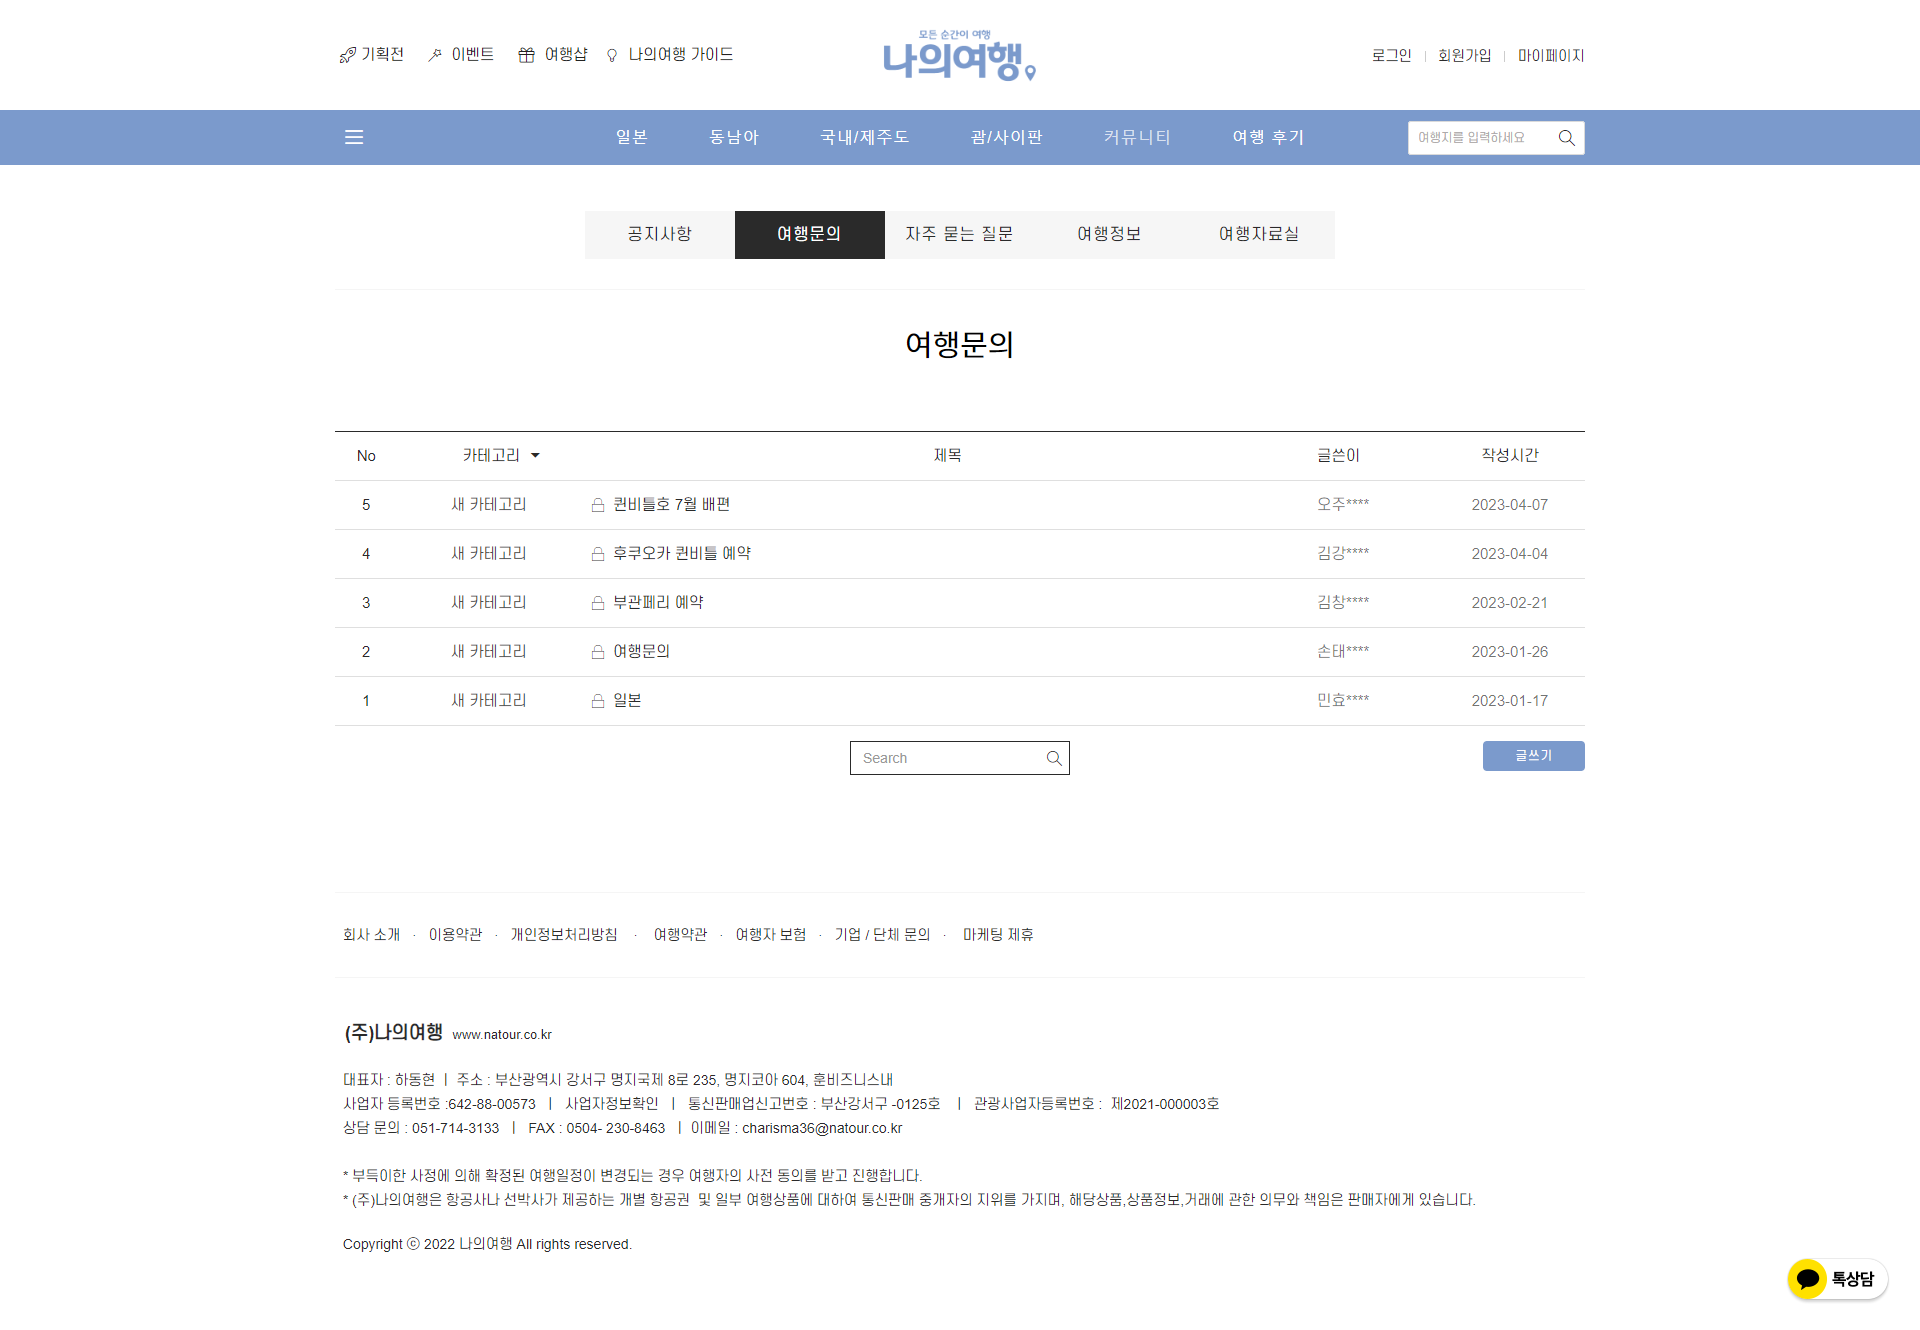 기획전 이벤트 여행샵 나의여행 가이드
모든 순간이 여행
나의여행
로그인 회원가입 마이페이지
일본 동남아 국내/제주도 괌/사이판 커뮤니티 여행 후기 여행지를 입력하세요
공지사항 여행문의 자주 묻는 질문 여행정보 여행자료실
여행문의
No 카테고리 제목 글쓴이 작성시간
5 새 카테고리 퀸비틀호 7월 배편 오주**** 2023-04-07
4 새 카테고리 후쿠오카 퀸비틀 예약 김강**** 2023-04-04
3 새 카테고리 부관페리 예약 김창**** 2023-02-21
2 새 카테고리 여행문의 손태**** 2023-01-26
1 새 카테고리 일본 민효**** 2023-01-17
Search 글쓰기
회사 소개 · 이용약관 · 개인정보처리방침 · 여행약관 · 여행자 보험 · 기업 / 단체 문의 · 마케팅 제휴
(주)나의여행 www.natour.co.kr
대표자 : 하동현 ㅣ 주소 : 부산광역시 강서구 명지국제 8로 235, 명지코아 604, 훈비즈니스내
사업자 등록번호 :642-88-00573 ㅣ 사업자정보확인 ㅣ 통신판매업신고번호 : 부산강서구 -0125호 ㅣ 관광사업자등록번호 : 제2021-000003호
상담 문의 : 051-714-3133 ㅣ FAX : 0504- 230-8463 ㅣ 이메일 : charisma36@natour.co.kr
* 부득이한 사정에 의해 확정된 여행일정이 변경되는 경우 여행자의 사전 동의를 받고 진행합니다.
* (주)나의여행은 항공사나 선박사가 제공하는 개별 항공권 및 일부 여행상품에 대하여 통신판매 중개자의 지위를 가지며, 해당상품,상품정보,거래에 관한 의무와 책임은 판매자에게 있습니다.
Copyright ⓒ 2022 나의여행 All rights reserved.
톡상담